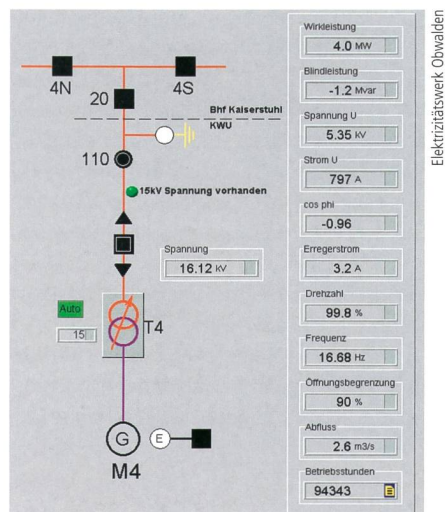 4N
4S
20
Bhf Kaiserstuhl
KWU
110
15kV Spannung vorhanden
Spannung
16.12 KV
Auto
15
T4
G
E
M4
Wirkleistung
4.0 MW
Blindleistung
-1.2 Mvar
Spannung U
5.35 kV
Strom U
797 A
cos phi
-0.96
Erregerstrom
3.2 A
Drehzahl
99.8 %
Frequenz
16.68 Hz
Öffnungsbegrenzung
90 %
Abfluss
2.6 m3/s
Betriebsstunden
94343
Elektrizitätswerk Obwalden